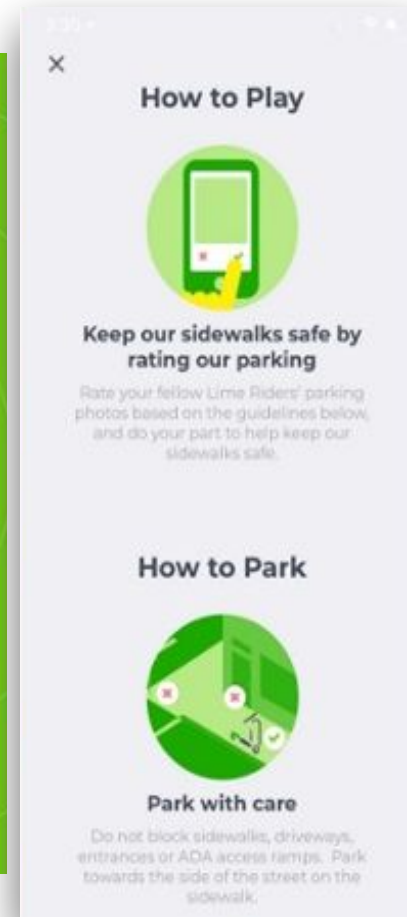 How to Play
Keep our sidewalks safe by
rating our parking
Rate your fellow Lime Riders' parking
photos based on the guidelines below,
and do your part to help keep our
sidewalks safe.
How to Park
Park with care
Do not block sidewalks, driveways,
entrances or ADA access ramps. Park
towards the side of the street on the
sidewalk.